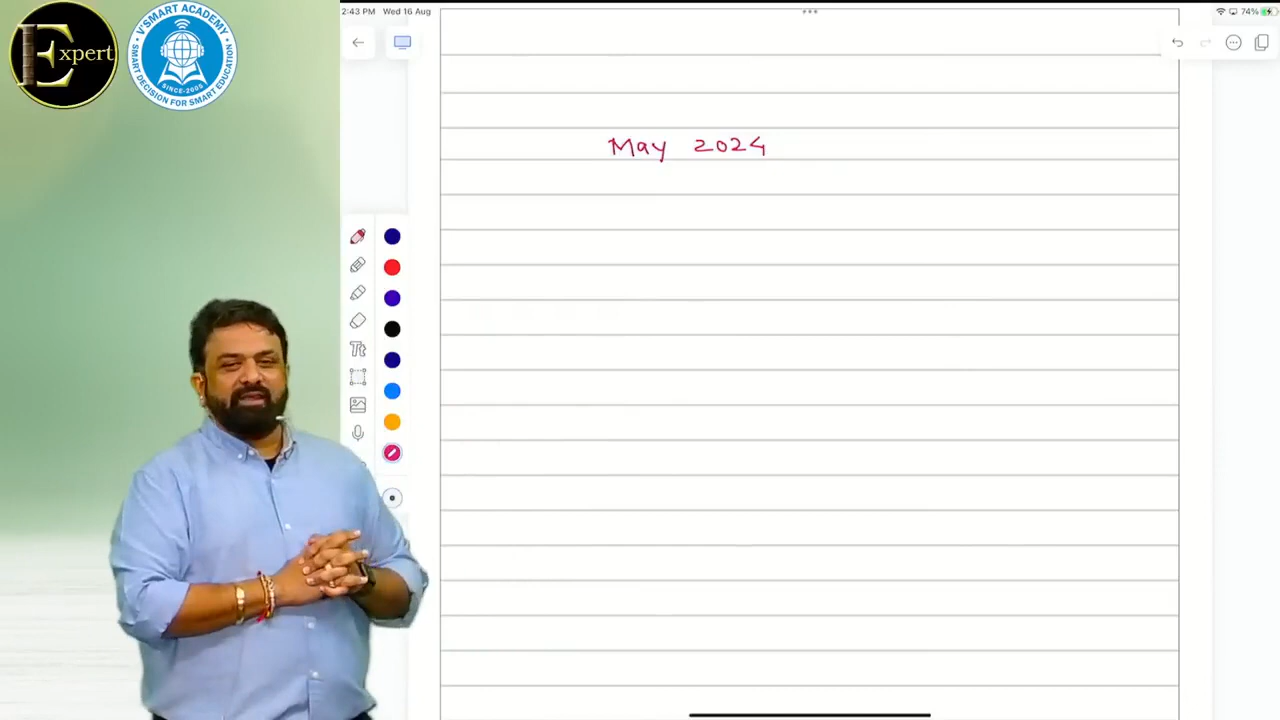 2:43 PM Wed 16 Aug
74%
Expert
V'SMART ACADEMY
SINCE-2005
SMART DECISION FOR SMART EDUCATION
May 2024
Tt